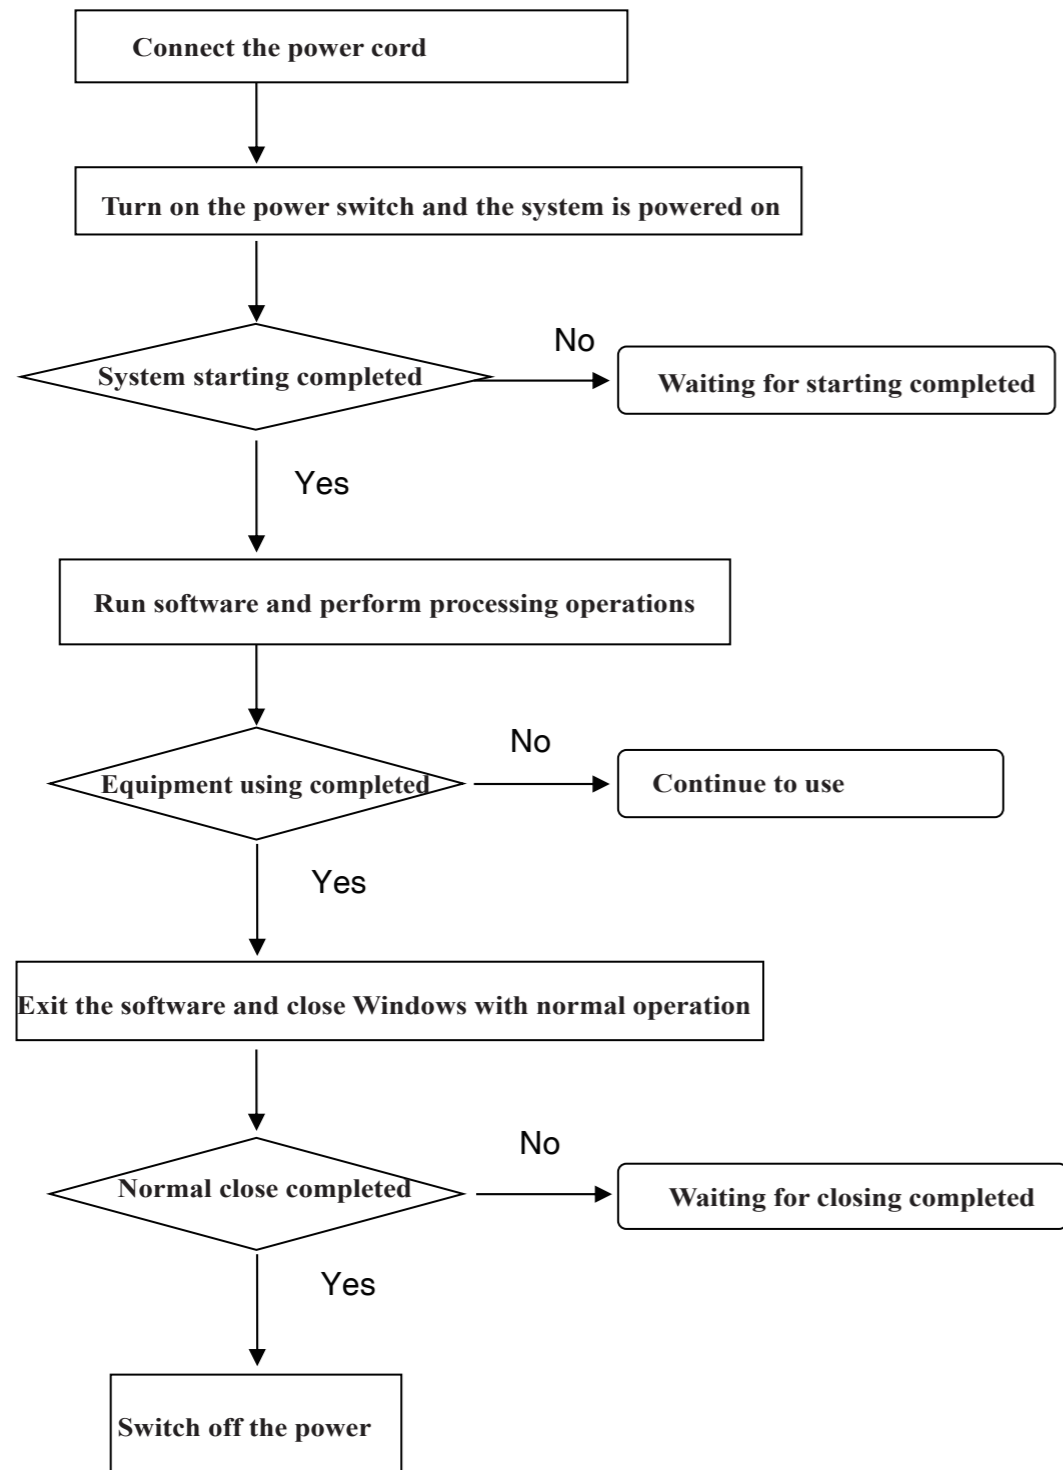 Connect the power cord
Turn on the power switch and the system is powered on
No
System starting completed
Waiting for starting completed
Yes
Run software and perform processing operations
No
Equipment using completed
Continue to use
Yes
Exit the software and close Windows with normal operation
No
Normal close completed
Waiting for closing completed
Yes
Switch off the power